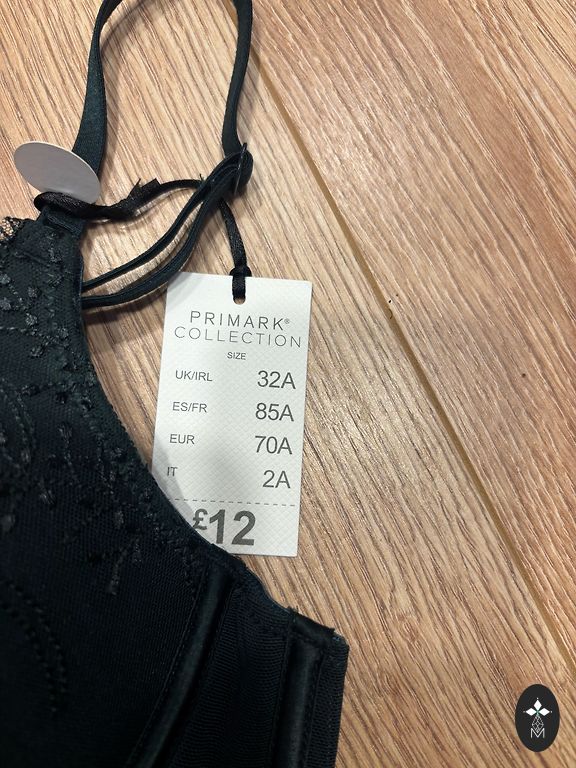 PRIMARK®
COLLECTION
SIZE
UK/IRL 32A
ES/FR 85A
EUR 70A
IT 2A
£12
M